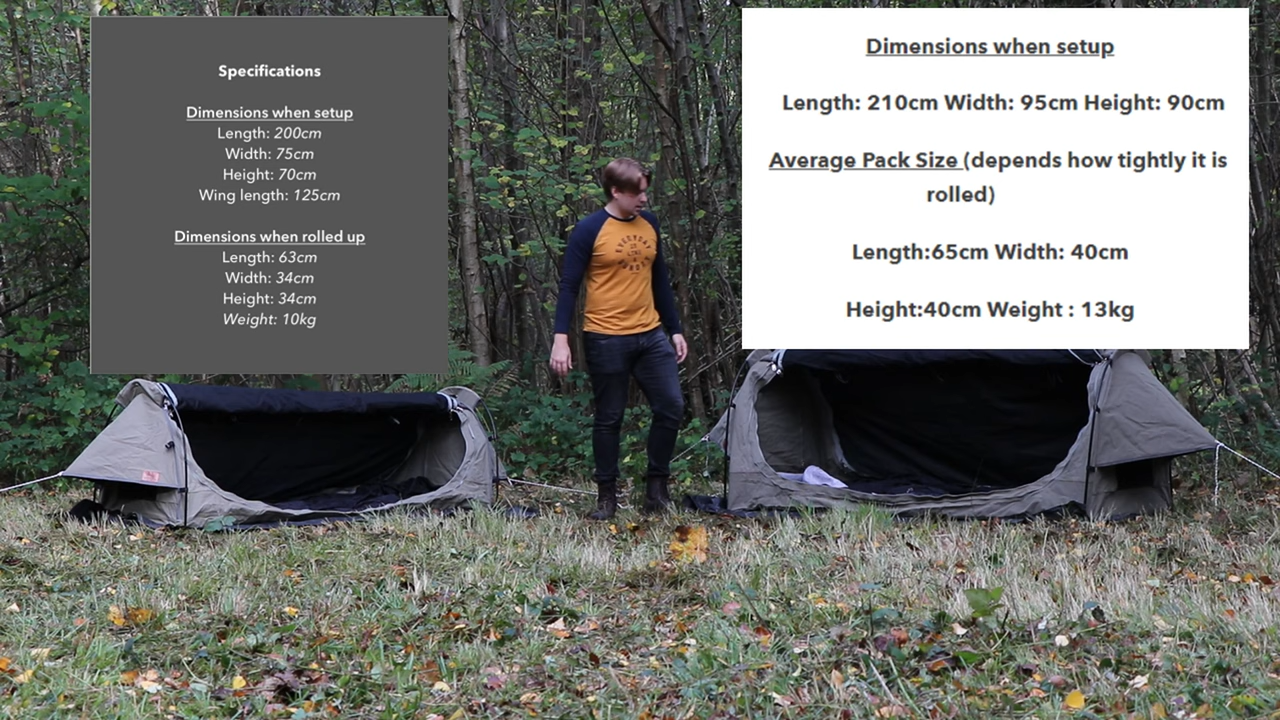 Specifications
Dimensions when setup
Length: 200cm
Width: 75cm
Height: 70cm
Wing length: 125cm
Dimensions when rolled up
Length: 63cm
Width: 34cm
Height: 34cm
Weight: 10kg
Dimensions when setup
Length: 210cm Width: 95cm Height: 90cm
Average Pack Size (depends how tightly it is
rolled)
Length:65cm Width: 40cm
Height:40cm Weight : 13kg